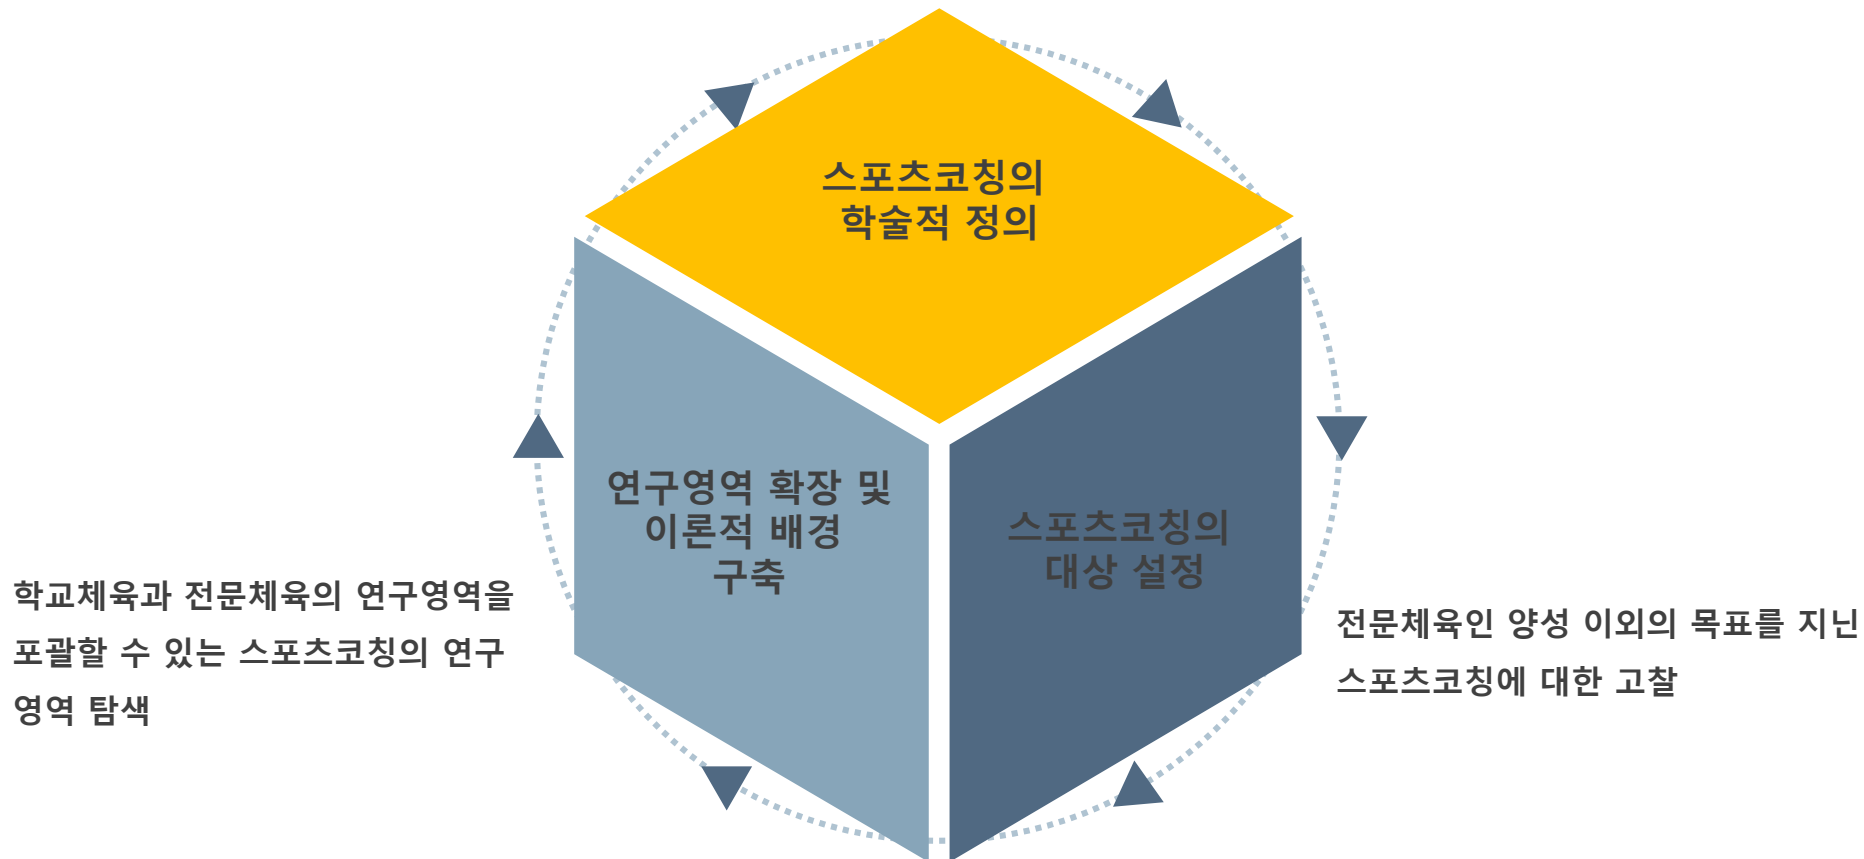 스포츠코칭의
학술적 정의
연구영역 확장 및
이론적 배경
구축
스포츠코칭의
대상 설정
학교체육과 전문체육의 연구영역을
포괄할 수 있는 스포츠코칭의 연구
영역 탐색
전문체육인 양성 이외의 목표를 지닌
스포츠코칭에 대한 고찰